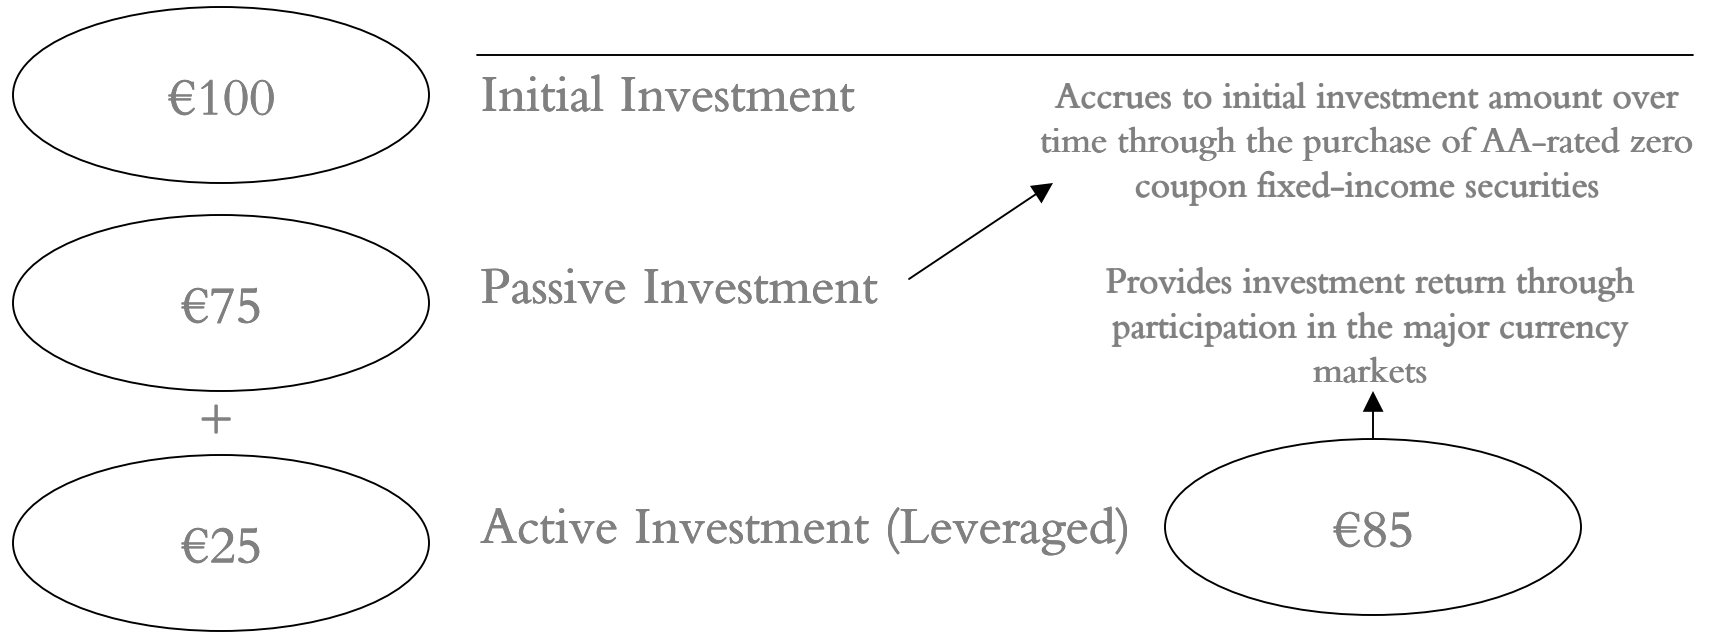 €100
Initial Investment
Accrues to initial investment amount over
time through the purchase of AA-rated zero
coupon fixed-income securities
€75
Passive Investment
Provides investment return through
participation in the major currency
markets
+
€25
Active Investment (Leveraged)
€85